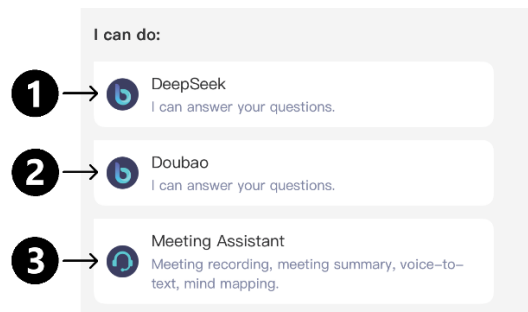 I can do:
1
DeepSeek
I can answer your questions.
2
Doubao
I can answer your questions.
3
Meeting Assistant
Meeting recording, meeting summary, voice-to-
text, mind mapping.